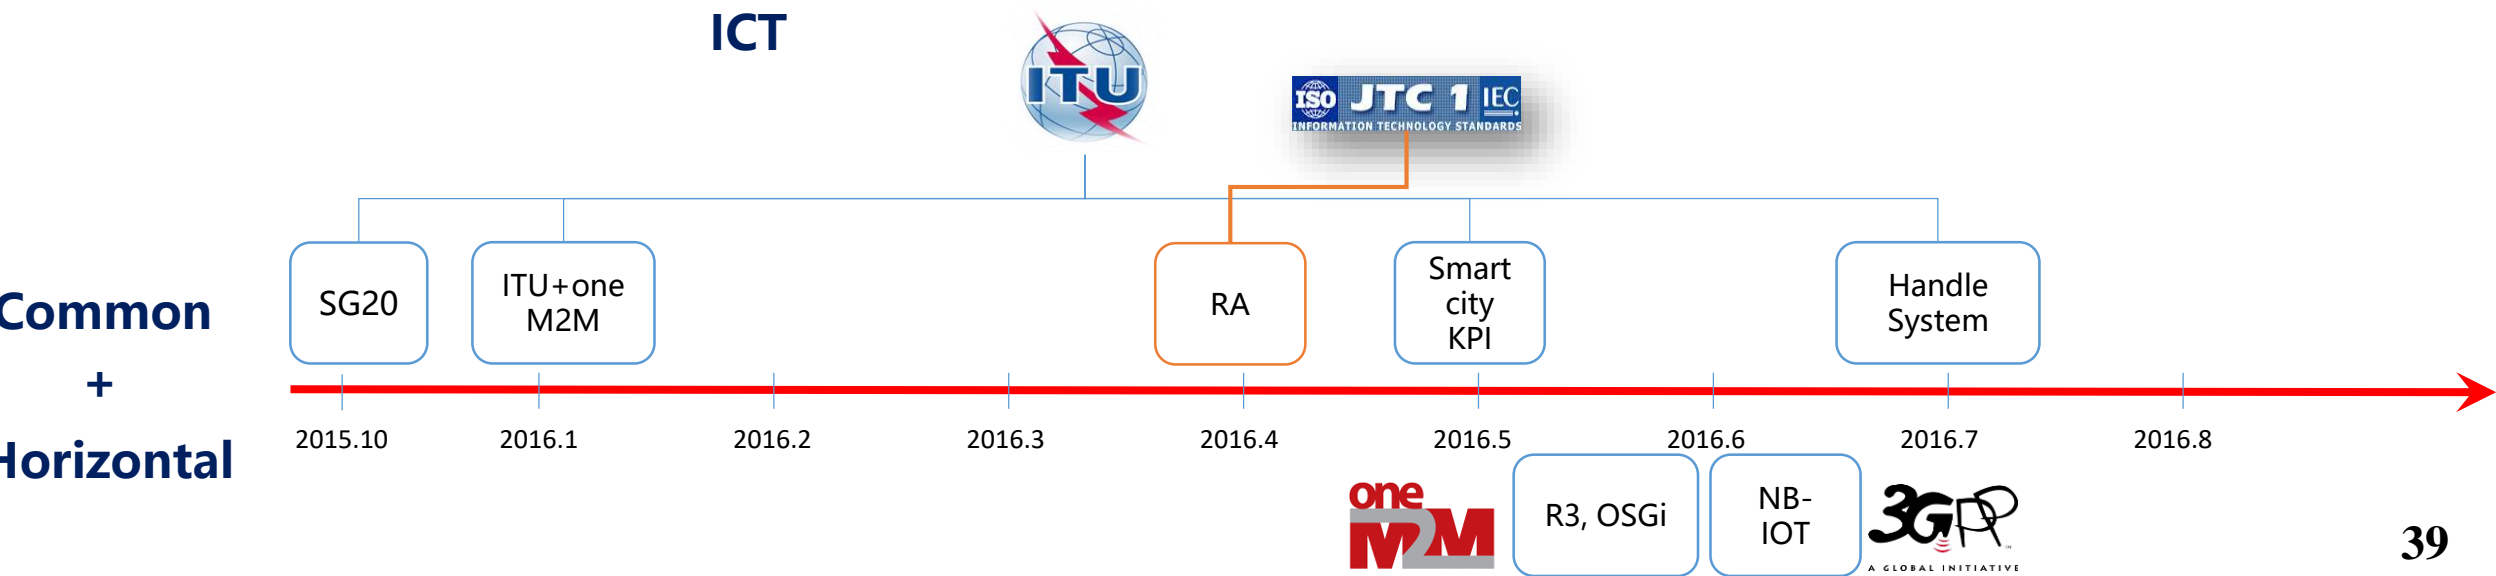 ICT
ITU
ISO JTC 1 IEC
INFORMATION TECHNOLOGY STANDARDS
SG20
ITU+one
M2M
RA
Smart
city
KPI
Handle
System
Common
+
Horizontal
2015.10 2016.1 2016.2 2016.3 2016.4 2016.5 2016.6 2016.7 2016.8
one
M2M
R3, OSGi
NB-
IOT
3GPP
A GLOBAL INITIATIVE
39